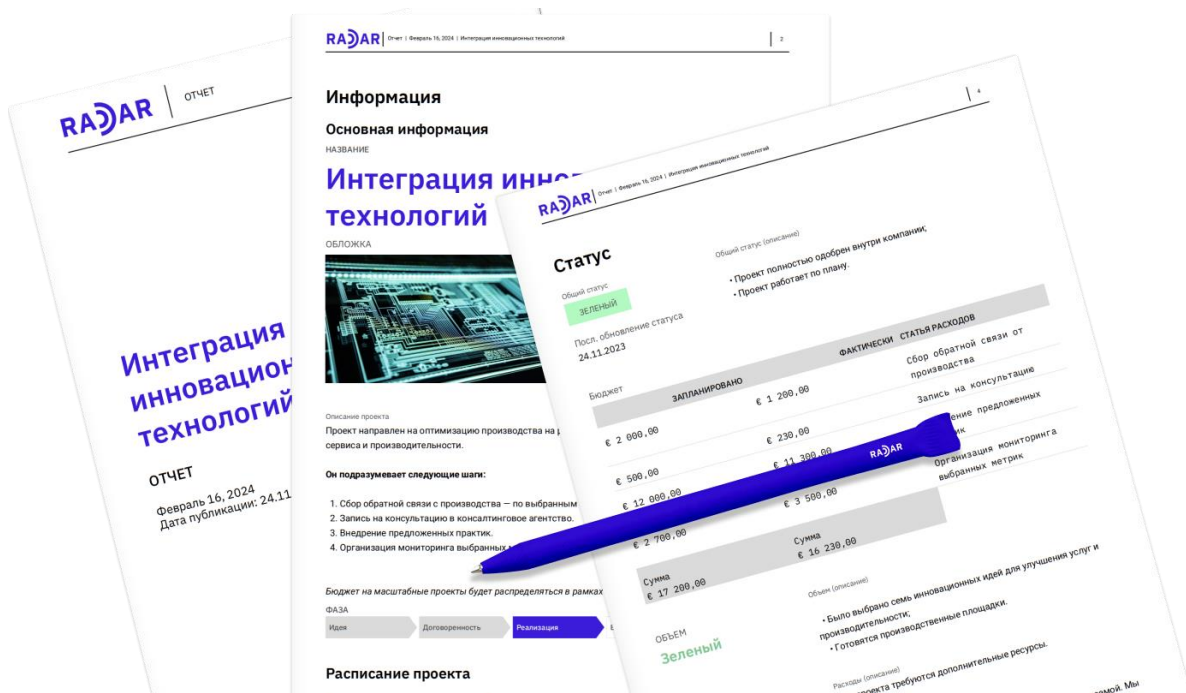 RADAR
ОТЧЕТ
Интеграция
технологий
ОТЧЕТ
Февраль 16, 2024
Дата публикации: 24.11
RADAR
Отчет | Февраль 16, 2024 | Интеграция инновационных технологий
2
Информация
Основная информация
НАЗВАНИЕ
Интеграция
технологий
ОБЛОЖКА
Описание проекта
Проект направлен на оптимизацию производства на
сервиса и производительности.
Он подразумевает следующие шаги:
1. Сбор обратной связи с производства — по выбранным
2. Запись на консультацию в консалтинговое агентство.
3. Внедрение предложенных практик.
4. Организация мониторинга выбранных
Бюджет на масштабные проекты будет распределяться в рамках
ФАЗА
Идея
Договоренность
Реализация
Расписание проекта
RADAR
Отчет | Февраль 16, 2024 | Интеграция инновационных технологий
4
Статус
Общий статус
ЗЕЛЕНЫЙ
Посл. обновление статуса
24.11.2023
Общий статус (описание)
• Проект полностью одобрен внутри компании;
• Проект работает по плану.
Бюджет
ЗАПЛАНИРОВАНО ФАКТИЧЕСКИ СТАТЬЯ РАСХОДОВ
€ 2 000,00 € 1 200,00 Сбор обратной связи от
производства
€ 500,00 € 230,00 Запись на консультацию
€ 12 000,00 € 11 300,00 предложенных
€ 2 700,00 € 3 500,00 Организация мониторинга
выбранных метрик
Сумма Сумма
€ 17 200,00 € 16 230,00
RADAR
ОБЪЕМ
Зеленый
Объем (описание)
• Было выбрано семь инновационных идей для улучшения услуг и
производительности;
• Готовятся производственные площадки.
Расходы (описание)
требуются дополнительные ресурсы.
Мы